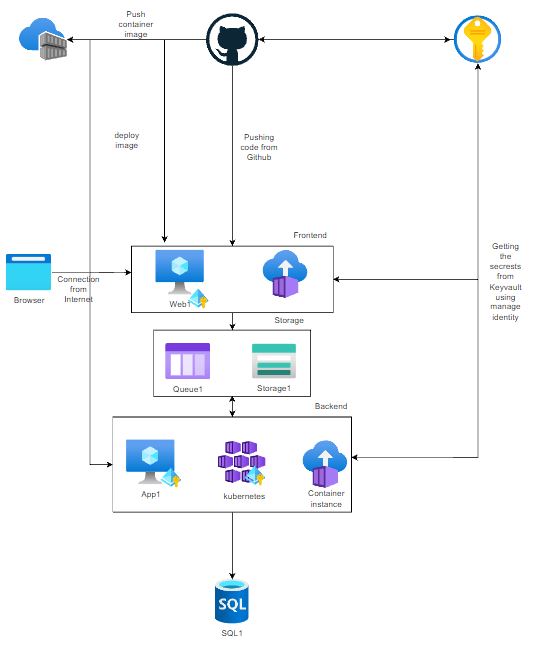 Push
container
image
deploy
image
Pushing
code from
Github
Frontend
Getting
the
secrests
from
Keyvault
using
manage
identity
Browser
Connection
from
Internet
Web1
Storage
Queue1
Storage1
Backend
App1
kubernetes
Container
instance
SQL
SQL1